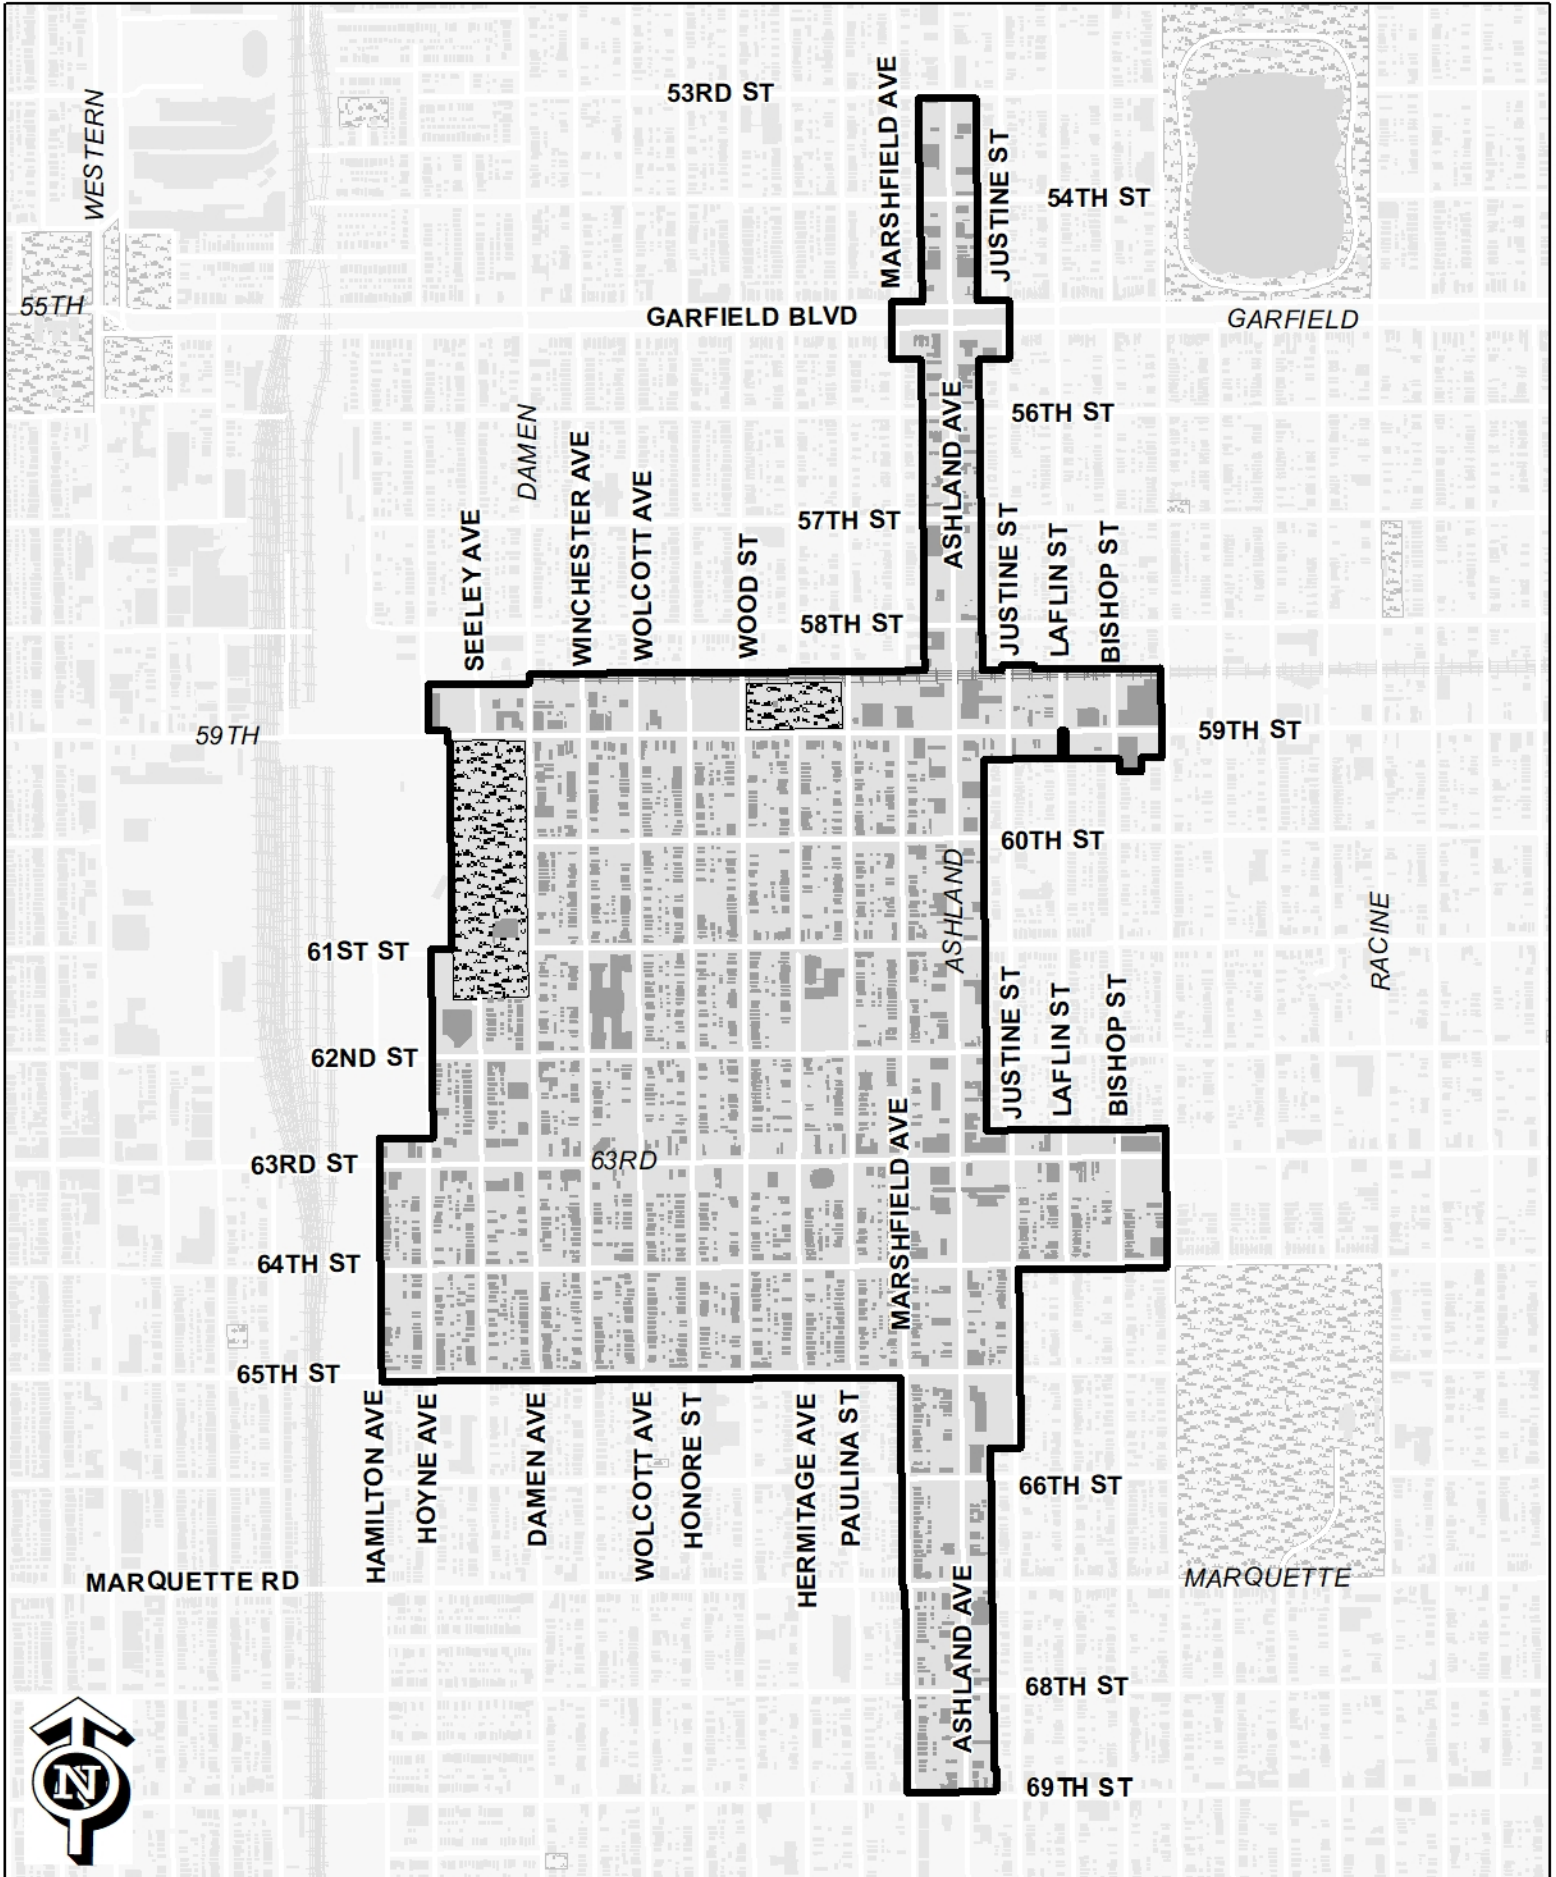 53RD ST
MARSHFIELD AVE
WESTERN
JUSTINE ST
54TH ST
55TH
GARFIELD BLVD
GARFIELD
ASHLAND AVE
56TH ST
DAMEN
WINCHESTER AVE
WOLCOTT AVE
57TH ST
SEELEY AVE
WOOD ST
JUSTINE ST
LAFLIN ST
BISHOP ST
58TH ST
59TH
59TH ST
60TH ST
ASHLAND
RACINE
61ST ST
JUSTINE ST
LAFLIN ST
BISHOP ST
62ND ST
MARSHFIELD AVE
63RD ST
63RD
64TH ST
65TH ST
HAMILTON AVE
HOYNE AVE
DAMEN AVE
WOLCOTT AVE
HONORE ST
HERMITAGE AVE
PAULINA ST
66TH ST
MARQUETTE RD
MARQUETTE
ASHLAND AVE
68TH ST
N
69TH ST